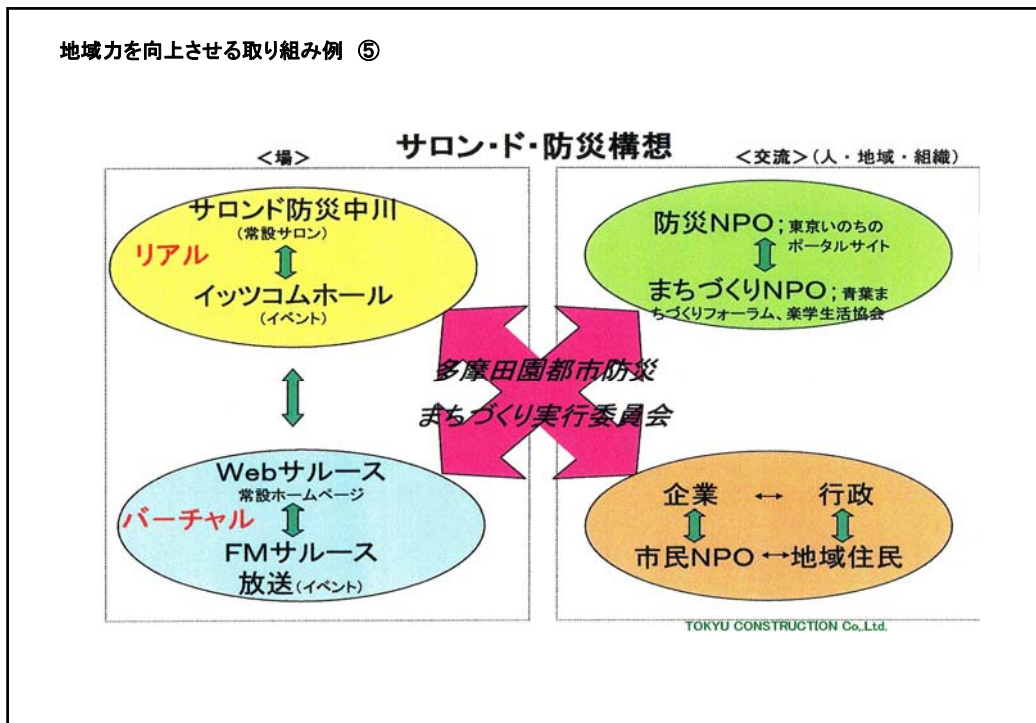 地域力を向上させる取り組み例 ⑤
サロン・ド・防災構想
＜場＞
＜交流＞(人・地域・組織)
サロンド防災中川
(常設サロン)
リアル
イッツコムホール
(イベント)
防災NPO；東京いのちの
ポータルサイト
まちづくりNPO；青葉ま
ちづくりフォーラム、楽学生活協会
多摩田園都市防災
まちづくり実行委員会
Webサルース
常設ホームページ
バーチャル
FMサルース
放送(イベント)
企業 ↔ 行政
市民NPO↔地域住民
TOKYU CONSTRUCTION Co,.Ltd.